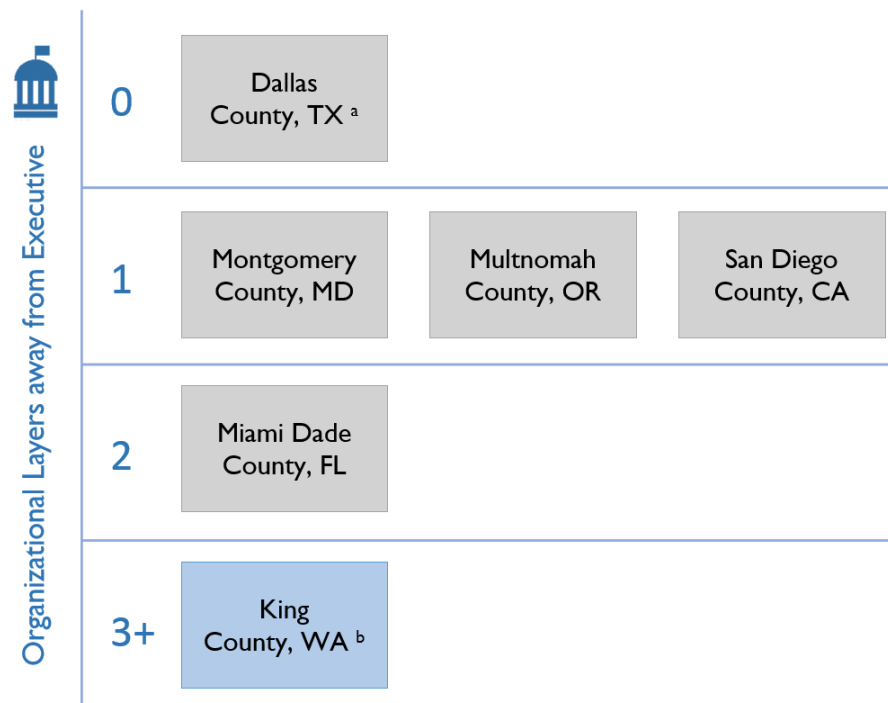 Organizational Layers away from Executive
0
Dallas
County, TX a
1
Montgomery
County, MD
Multnomah
County, OR
San Diego
County, CA
2
Miami Dade
County, FL
3+
King
County, WA b